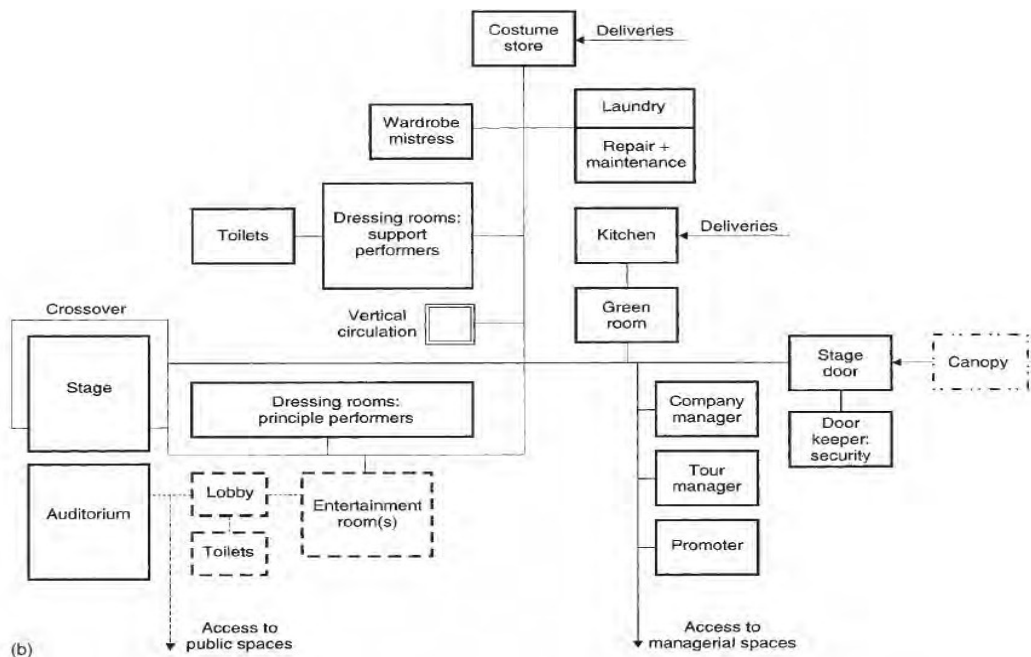 Costume
store
Deliveries
Wardrobe
mistress
Laundry
Repair +
maintenance
Toilets
Dressing rooms:
support
performers
Kitchen
Deliveries
Crossover
Vertical
circulation
Green
room
Stage
Stage
door
Canopy
Dressing rooms:
principle performers
Company
manager
Door
keeper:
security
Auditorium
Lobby
Entertainment
room(s)
Tour
manager
Toilets
Promoter
Access to
public spaces
Access to
managerial spaces
(b)